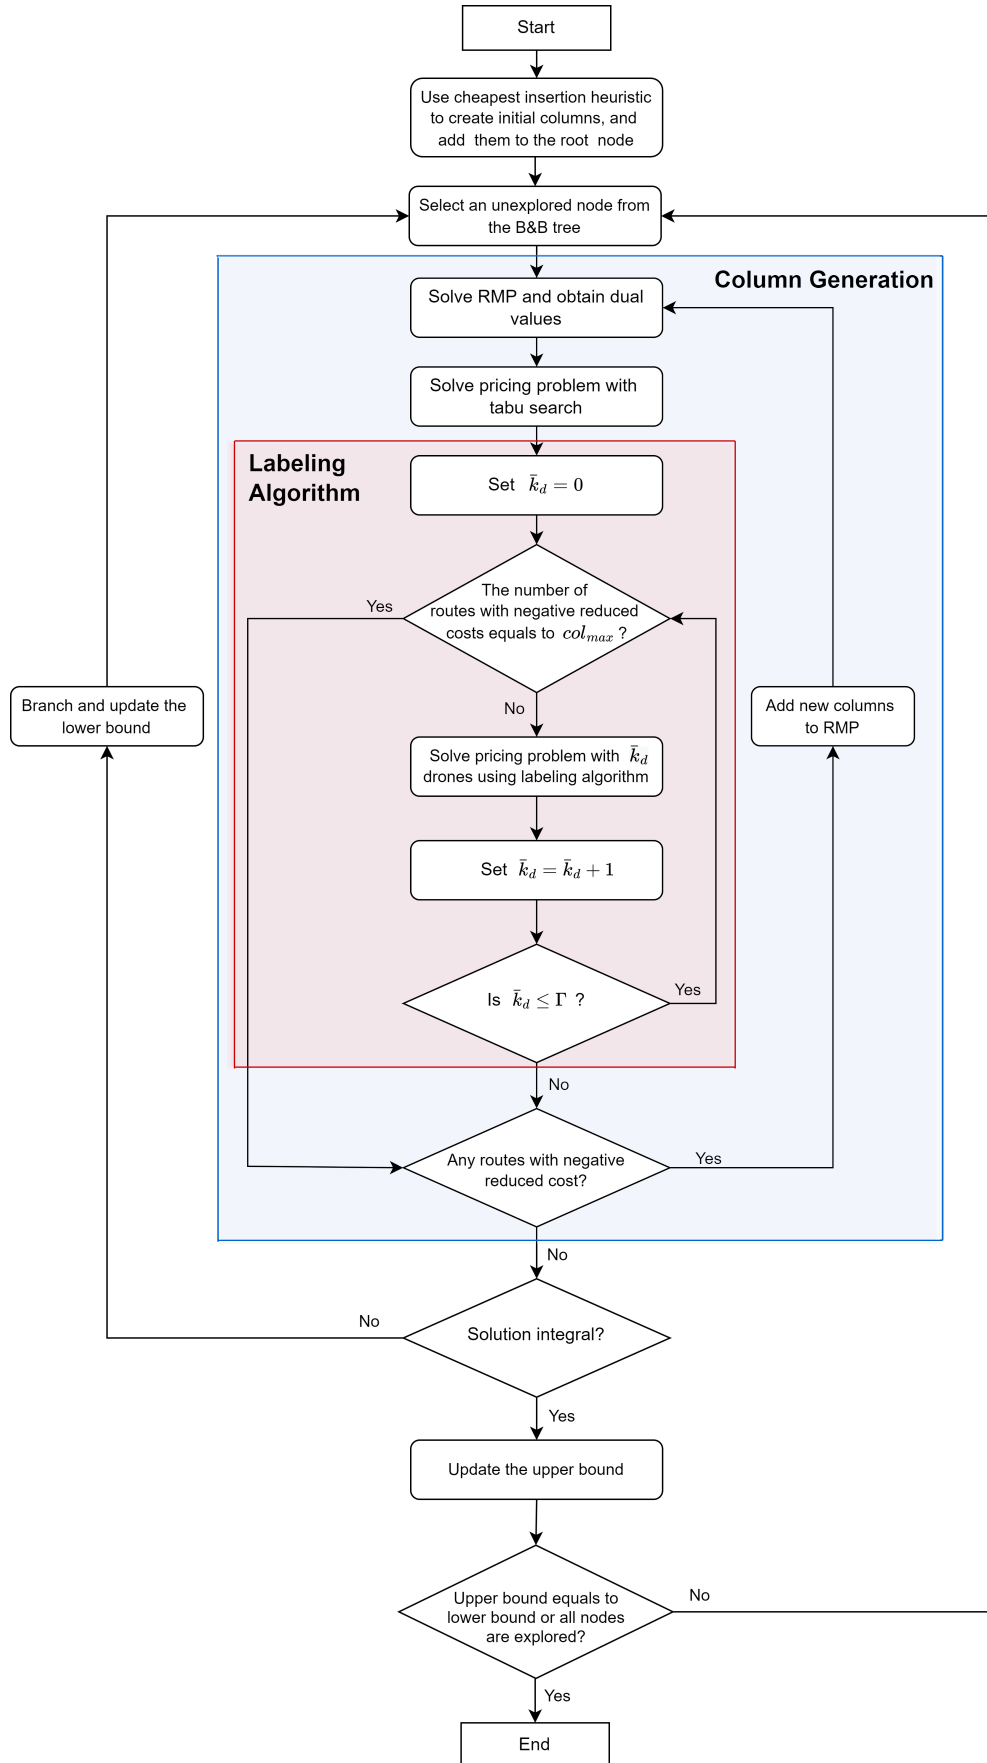 Start
Use cheapest insertion heuristic
to create initial columns, and
add them to the root node
Select an unexplored node from
the B&B tree
Column Generation
Solve RMP and obtain dual
values
Solve pricing problem with
tabu search
Labeling
Algorithm
Set k̄_d = 0
The number of
routes with negative reduced
costs equals to col_max ?
Yes
No
Branch and update the
lower bound
Add new columns
to RMP
Solve pricing problem with k̄_d
drones using labeling algorithm
Set k̄_d = k̄_d + 1
Is k̄_d ≤ Γ ?
Yes
No
Any routes with negative
reduced cost?
Yes
No
Solution integral?
No
Yes
Update the upper bound
Upper bound equals to
lower bound or all nodes
are explored?
No
Yes
End